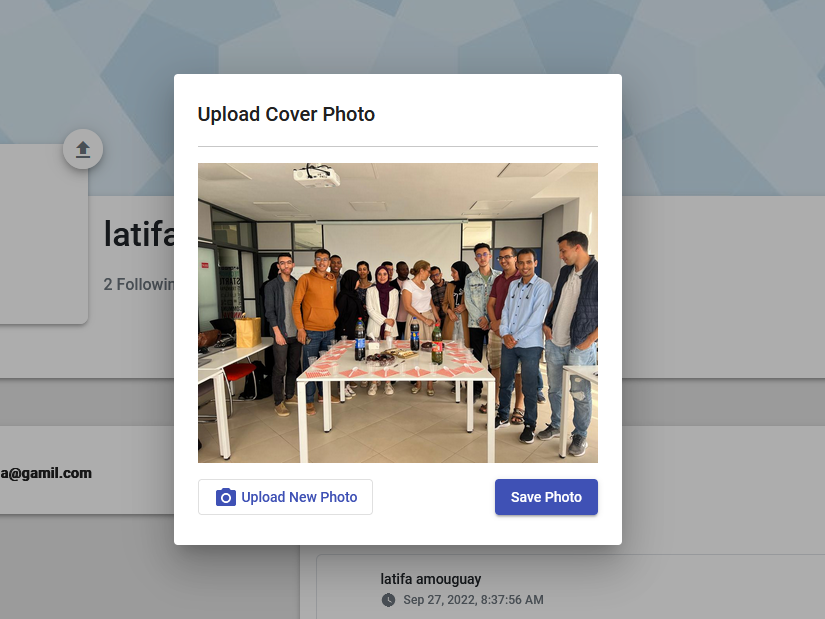 Upload Cover Photo
latifa
2 Followin
a@gamil.com
Upload New Photo
Save Photo
latifa amouguay
Sep 27, 2022, 8:37:56 AM